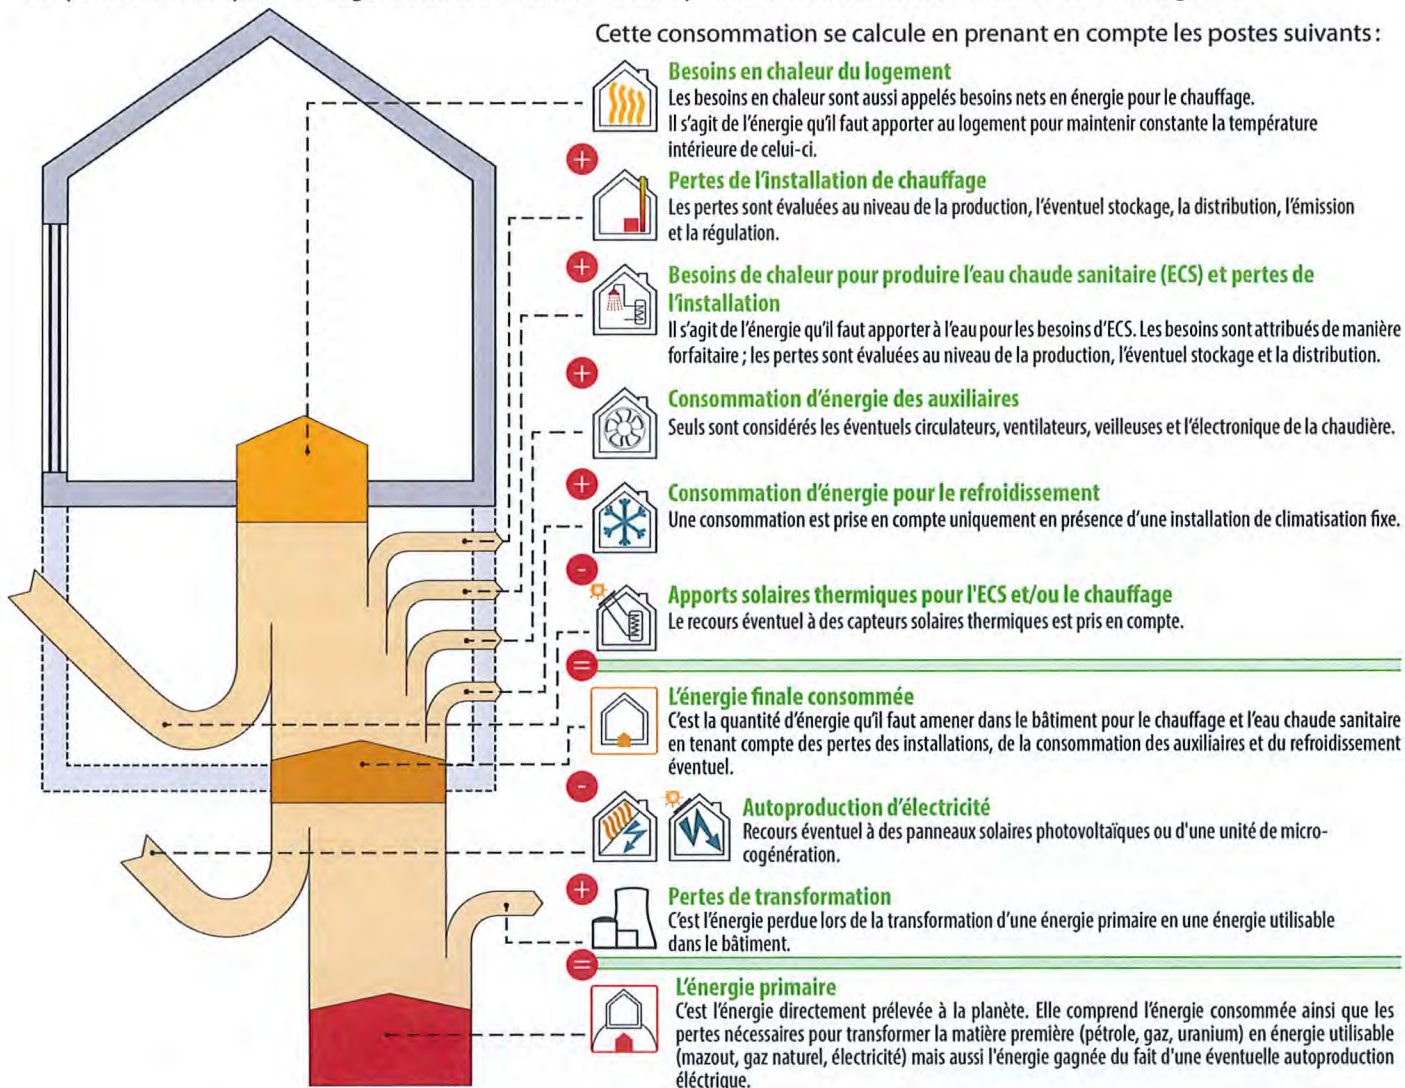 Cette consommation se calcule en prenant en compte les postes suivants :
Besoins en chaleur du logement
Les besoins en chaleur sont aussi appelés besoins nets en énergie pour le chauffage.
Il s'agit de l'énergie qu'il faut apporter au logement pour maintenir constante la température
intérieure de celui-ci.
+
Pertes de l'installation de chauffage
Les pertes sont évaluées au niveau de la production, l'éventuel stockage, la distribution, l'émission
et la régulation.
+
Besoins de chaleur pour produire l'eau chaude sanitaire (ECS) et pertes de
l'installation
Il s'agit de l'énergie qu'il faut apporter à l'eau pour les besoins d'ECS. Les besoins sont attribués de manière
forfaitaire ; les pertes sont évaluées au niveau de la production, l'éventuel stockage et la distribution.
+
Consommation d'énergie des auxiliaires
Seuls sont considérés les éventuels circulateurs, ventilateurs, veilleuses et l'électronique de la chaudière.
+
Consommation d'énergie pour le refroidissement
Une consommation est prise en compte uniquement en présence d'une installation de climatisation fixe.
-
Apports solaires thermiques pour l'ECS et/ou le chauffage
Le recours éventuel à des capteurs solaires thermiques est pris en compte.
=
L'énergie finale consommée
C'est la quantité d'énergie qu'il faut amener dans le bâtiment pour le chauffage et l'eau chaude sanitaire
en tenant compte des pertes des installations, de la consommation des auxiliaires et du refroidissement
éventuel.
-
Autoproduction d'électricité
Recours éventuel à des panneaux solaires photovoltaïques ou d'une unité de micro-
cogénération.
+
Pertes de transformation
C'est l'énergie perdue lors de la transformation d'une énergie primaire en une énergie utilisable
dans le bâtiment.
=
L'énergie primaire
C'est l'énergie directement prélevée à la planète. Elle comprend l'énergie consommée ainsi que les
pertes nécessaires pour transformer la matière première (pétrole, gaz, uranium) en énergie utilisable
(mazout, gaz naturel, électricité) mais aussi l'énergie gagnée du fait d'une éventuelle autoproduction
éléctrique.